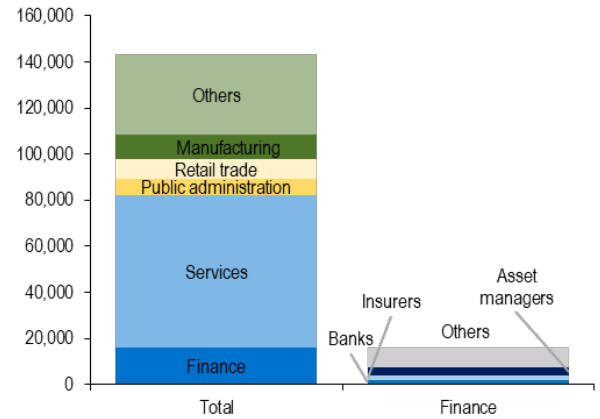 160,000
140,000
120,000
100,000
80,000
60,000
40,000
20,000
0
Others
Manufacturing
Retail trade
Public administration
Services
Finance
Asset
managers
Insurers
Banks
Others
Total
Finance